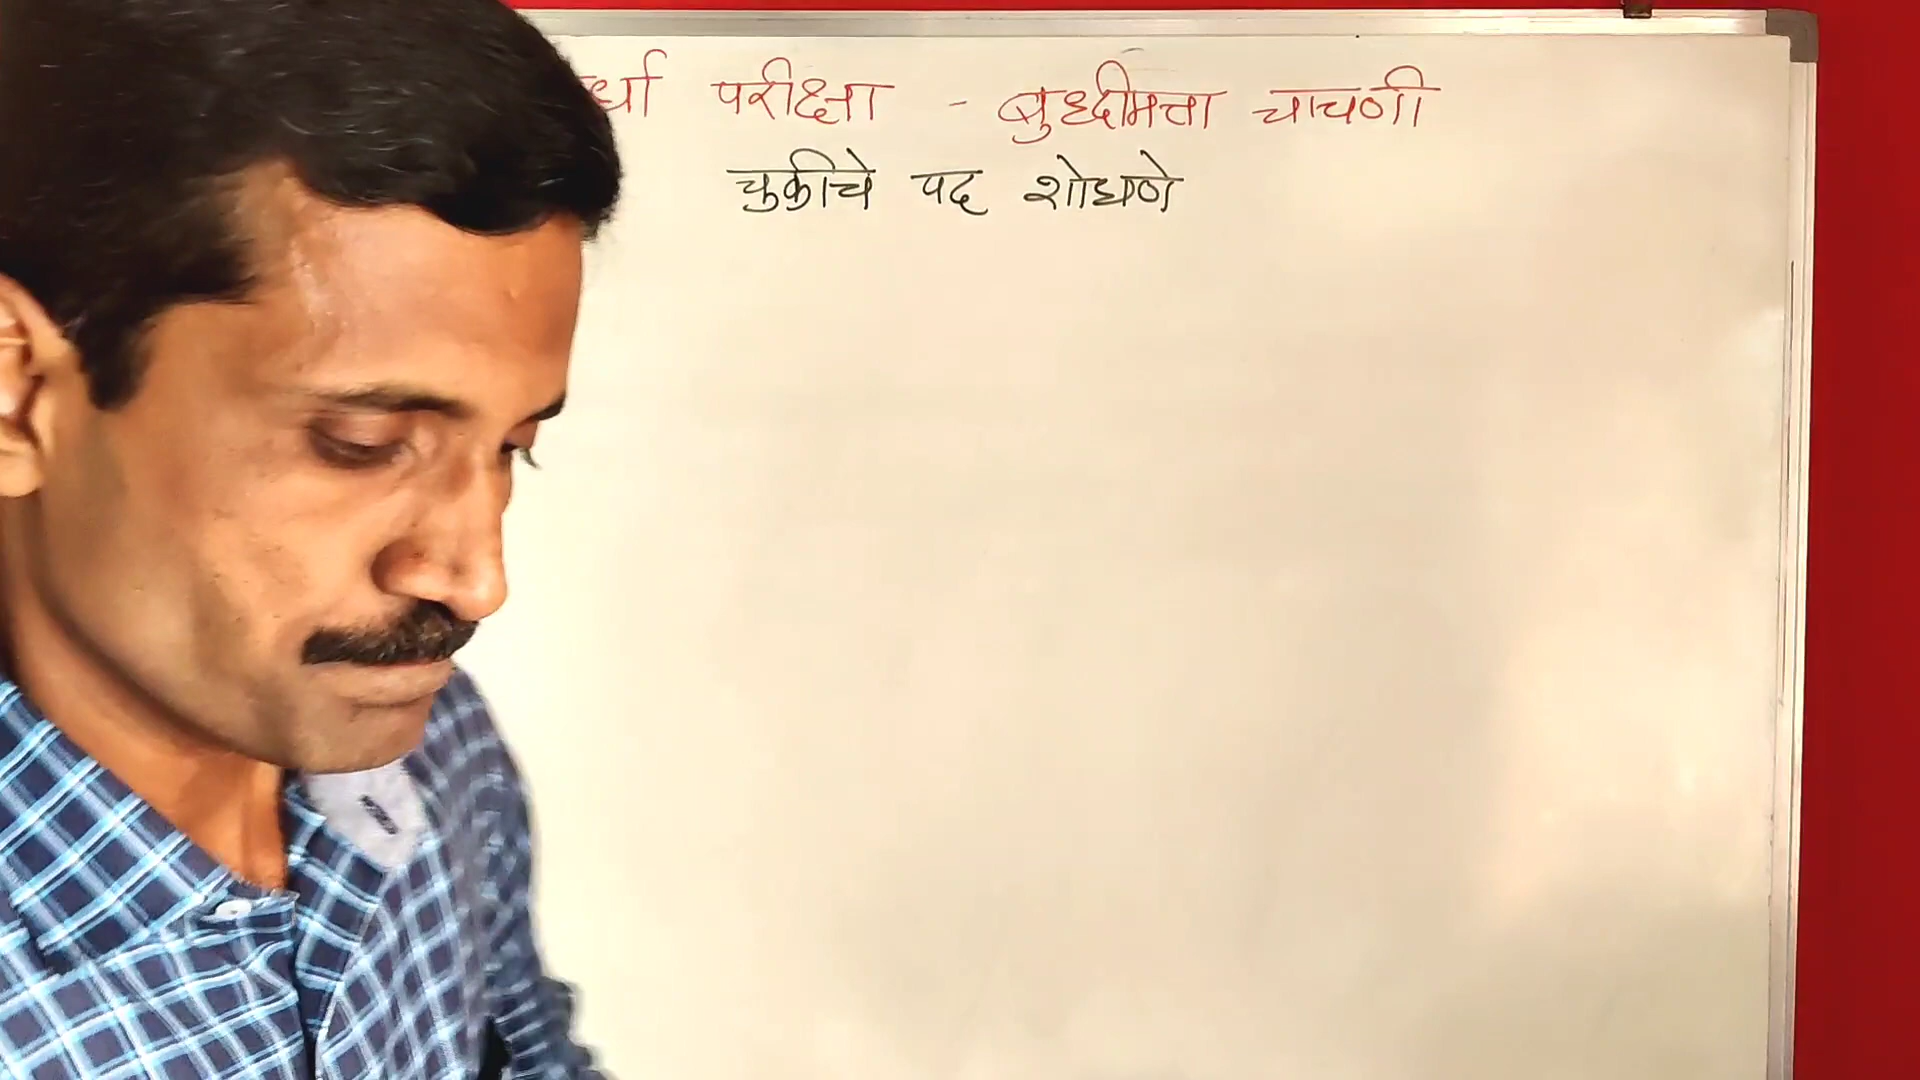 परीक्षा - बुध्दीमत्ता चाचणी
चुकीचे पद शोधणे